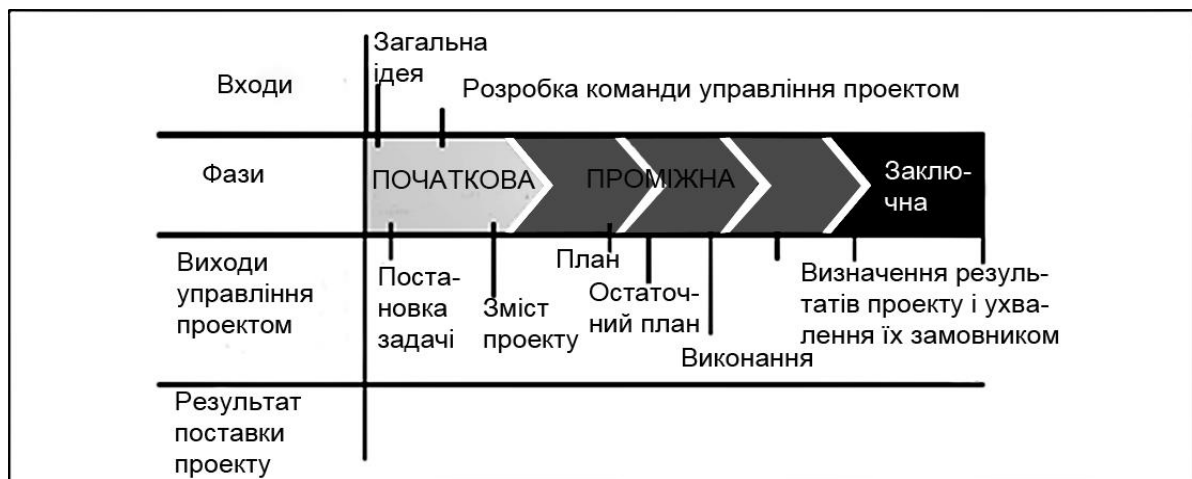 Загальна
ідея
Входи
Розробка команди управління проектом
Фази
ПОЧАТКОВА
ПРОМІЖНА
Заклю-
чна
Виходи
управління
проектом
Поста-
новка
задачі
Зміст
проекту
План
Остаточ-
ний план
Виконання
Визначення резуль-
татів проекту і ухва-
лення їх замовником
Результат
поставки
проекту